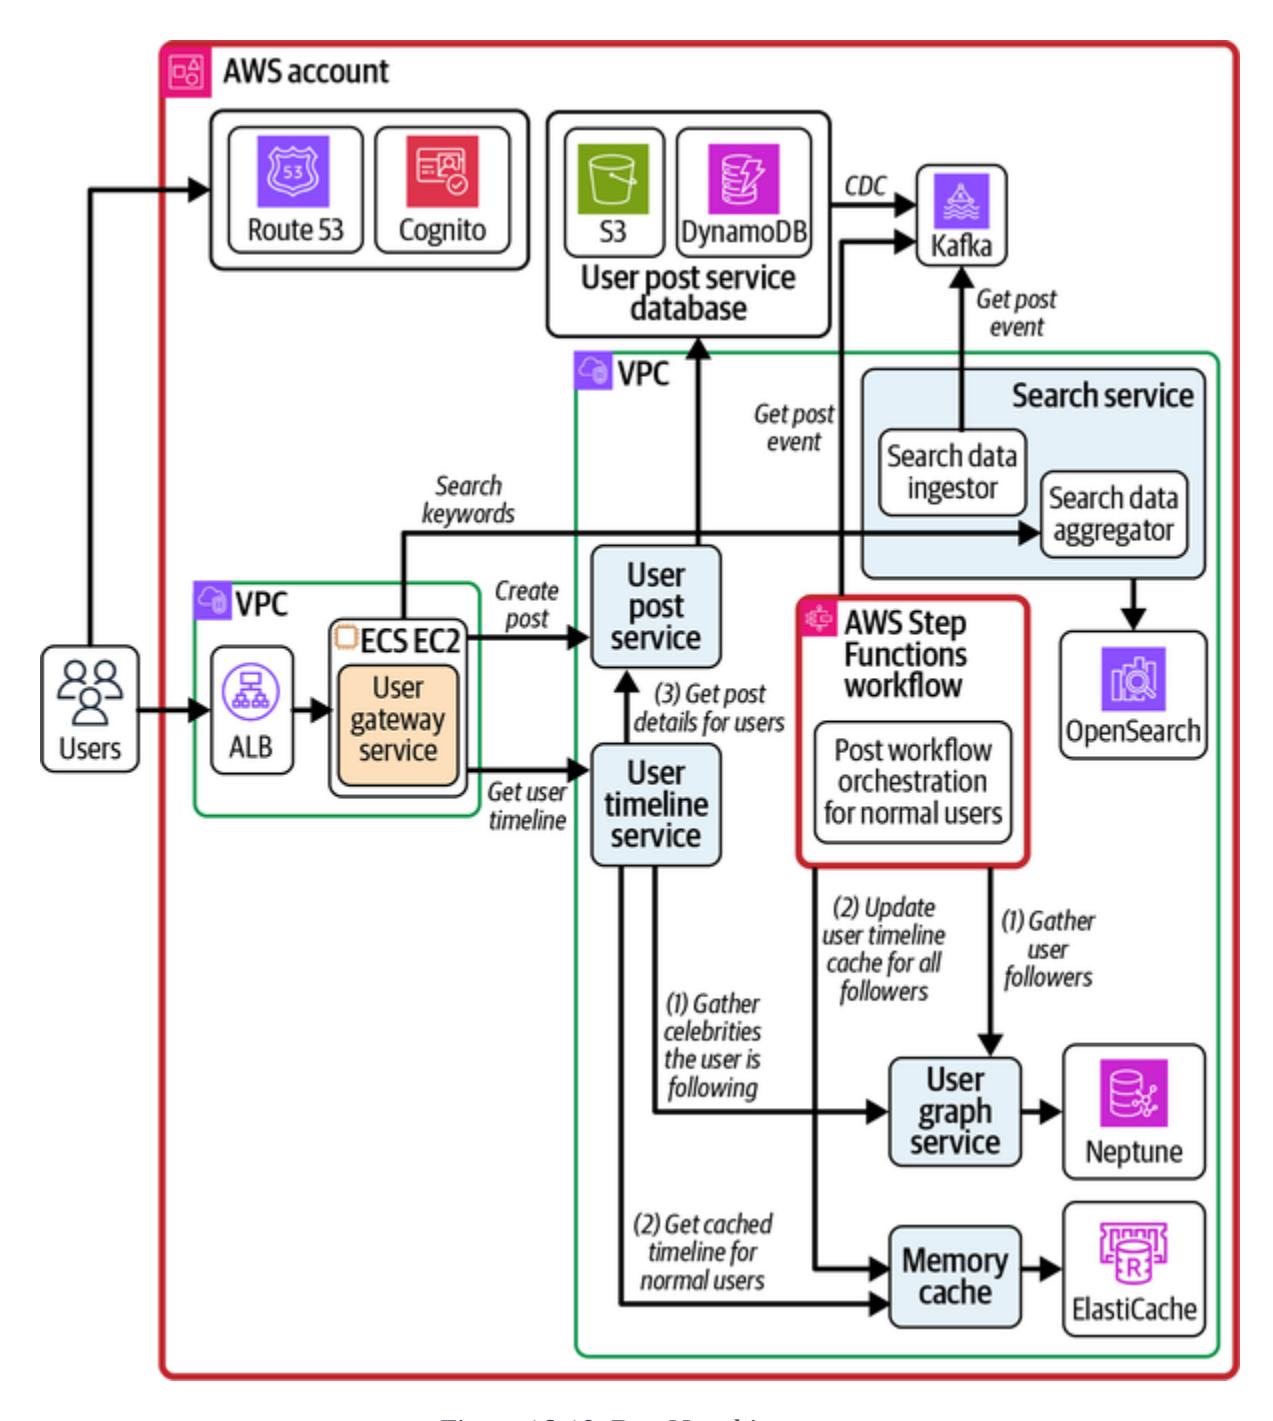 AWS account
53
Route 53
Cognito
S3
DynamoDB
User post service
database
CDC
Kafka
Get post
event
VPC
Get post
event
Search service
Search data
ingestor
Search data
aggregator
Search
keywords
VPC
ECS EC2
User
gateway
service
Create
post
User
post
service
AWS Step
Functions
workflow
Post workflow
orchestration
for normal users
OpenSearch
Users
ALB
(3) Get post
details for users
Get user
timeline
User
timeline
service
(2) Update
user timeline
cache for all
followers
(1) Gather
user
followers
(1) Gather
celebrities
the user is
following
User
graph
service
Neptune
(2) Get cached
timeline for
normal users
Memory
cache
R
ElastiCache